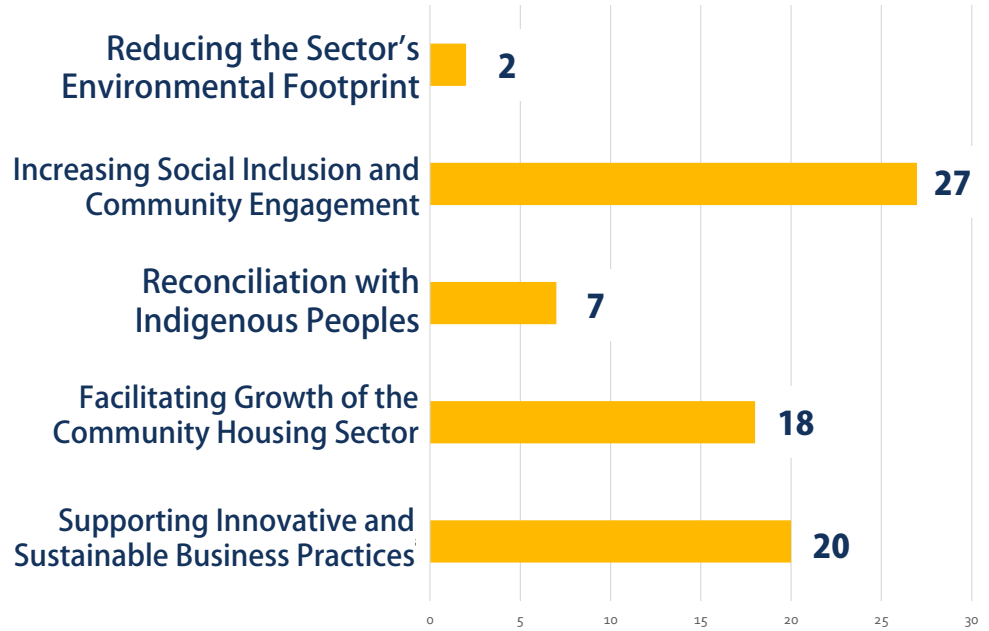 Reducing the Sector's
Environmental Footprint
2
Increasing Social Inclusion and
Community Engagement
27
Reconciliation with
Indigenous Peoples
7
Facilitating Growth of the
Community Housing Sector
18
Supporting Innovative and
Sustainable Business Practices
20
0 5 10 15 20 25 30